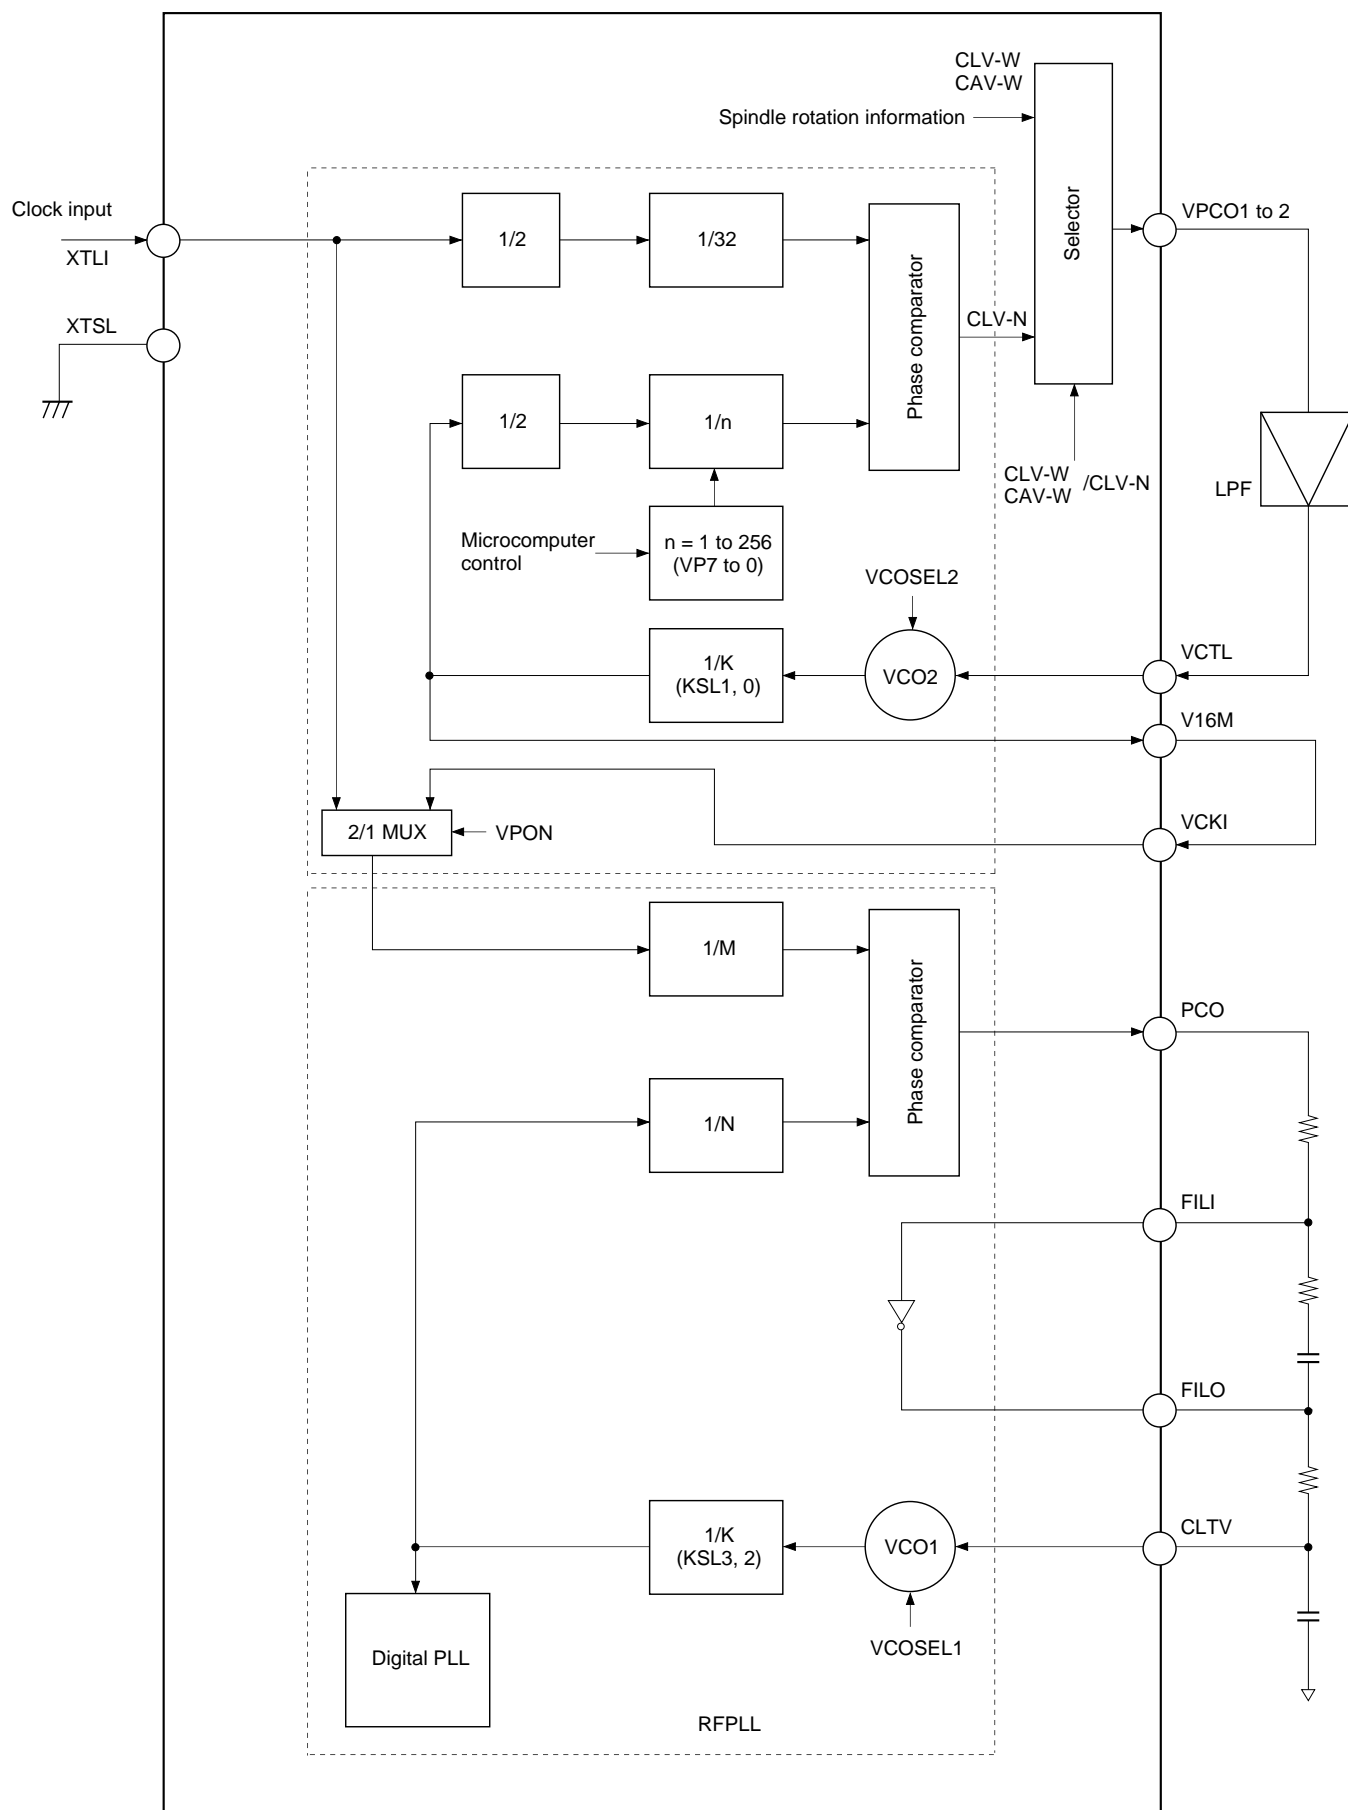 CLV-W
CAV-W
Spindle rotation information
Selector
Clock input
XTLI
1/2
1/32
VPCO1 to 2
Phase comparator
XTSL
CLV-N
1/2
1/n
CLV-W
CAV-W
/CLV-N
LPF
Microcomputer
control
n = 1 to 256
(VP7 to 0)
VCOSEL2
1/K
(KSL1, 0)
VCO2
VCTL
V16M
2/1 MUX
VPON
VCKI
1/M
Phase comparator
PCO
1/N
FILI
FILO
1/K
(KSL3, 2)
VCO1
CLTV
VCOSEL1
Digital PLL
RFPLL